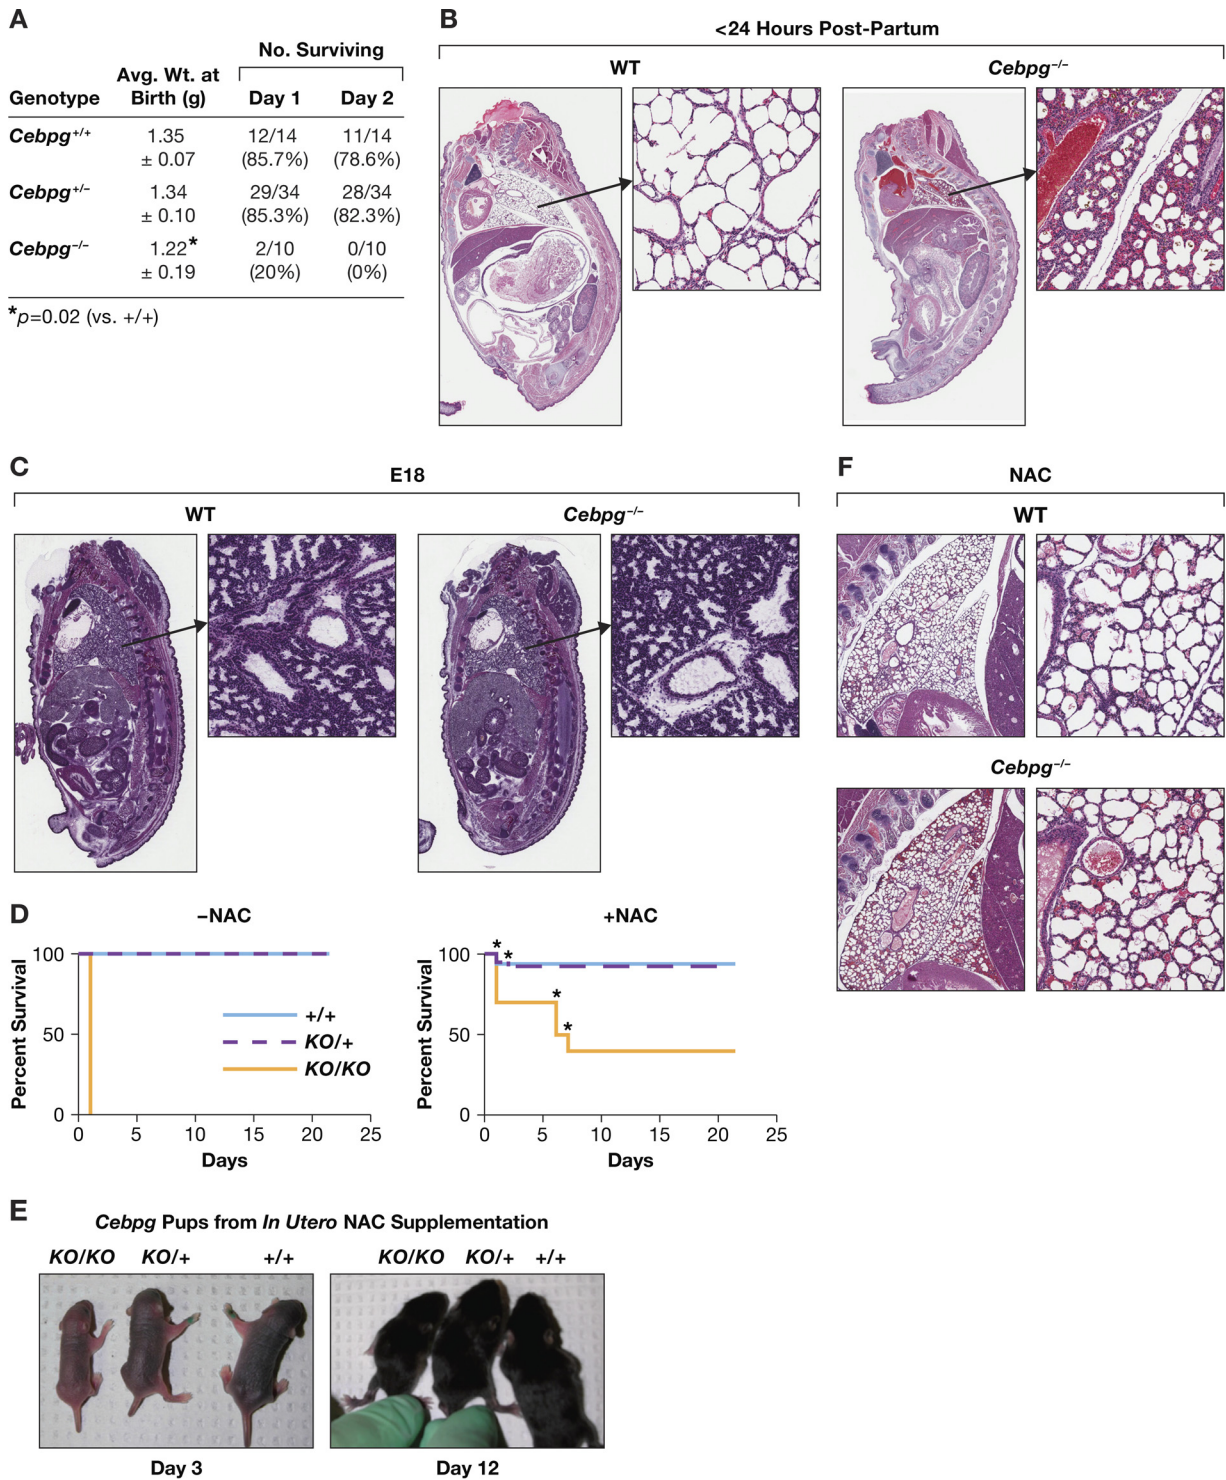 A
No. Surviving
Avg. Wt. at
Genotype Birth (g) Day 1 Day 2
Cebpg+/+ 1.35 12/14 11/14
± 0.07 (85.7%) (78.6%)
Cebpg+/– 1.34 29/34 28/34
± 0.10 (85.3%) (82.3%)
Cebpg–/– 1.22* 2/10 0/10
± 0.19 (20%) (0%)
*p=0.02 (vs. +/+)
B
<24 Hours Post-Partum
WT Cebpg–/–
C
E18
WT Cebpg–/–
F
NAC
WT
Cebpg–/–
D
–NAC
Percent Survival
100
50
0
0 5 10 15 20 25
Days
+/+
KO/+
KO/KO
+NAC
Percent Survival
100
50
0
0 5 10 15 20 25
Days
* * * *
E
Cebpg Pups from In Utero NAC Supplementation
KO/KO KO/+ +/+ KO/KO KO/+ +/+
Day 3 Day 12